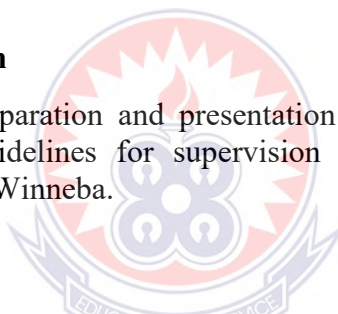 n
paration and presentation
idelines for supervision
Winneba.